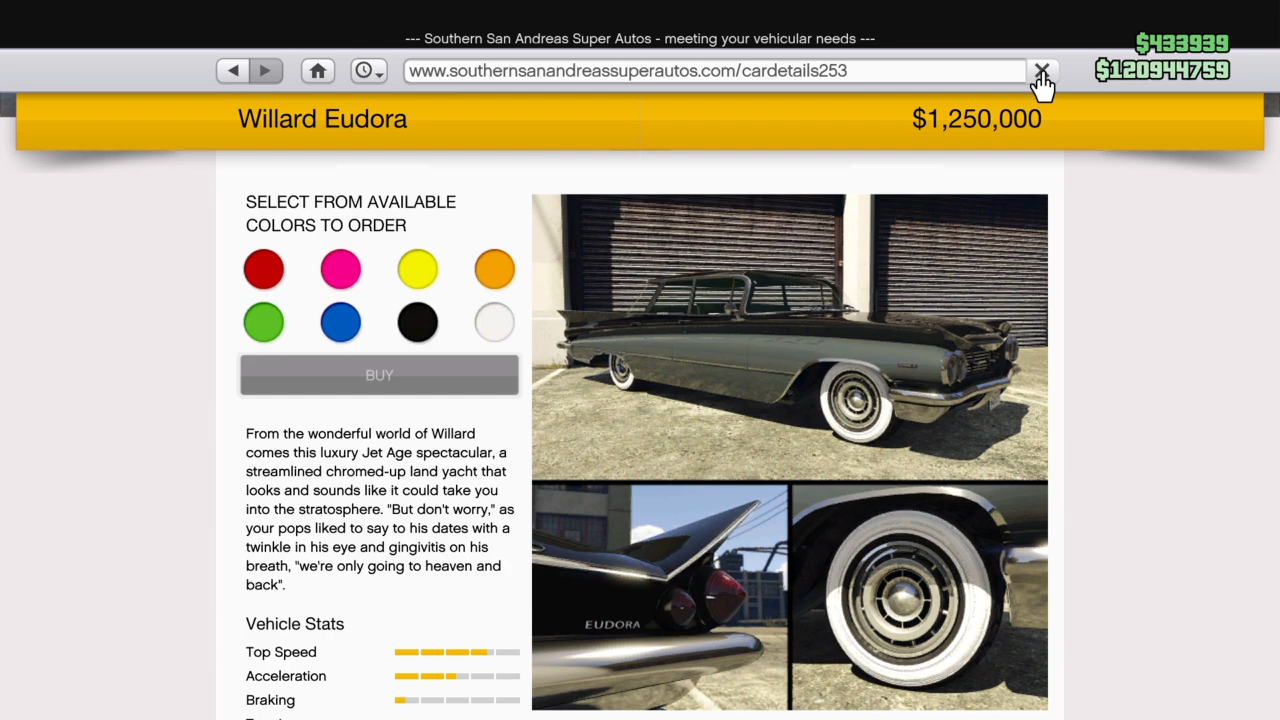 --- Southern San Andreas Super Autos - meeting your vehicular needs ---
$433939
$120944759
www.southernsanandreassuperautos.com/cardetails253
Willard Eudora
$1,250,000
SELECT FROM AVAILABLE
COLORS TO ORDER
BUY
From the wonderful world of Willard
comes this luxury Jet Age spectacular, a
streamlined chromed-up land yacht that
looks and sounds like it could take you
into the stratosphere. "But don't worry," as
your pops liked to say to his dates with a
twinkle in his eye and gingivitis on his
breath, "we're only going to heaven and
back".
EUDORA
Vehicle Stats
Top Speed
Acceleration
Braking